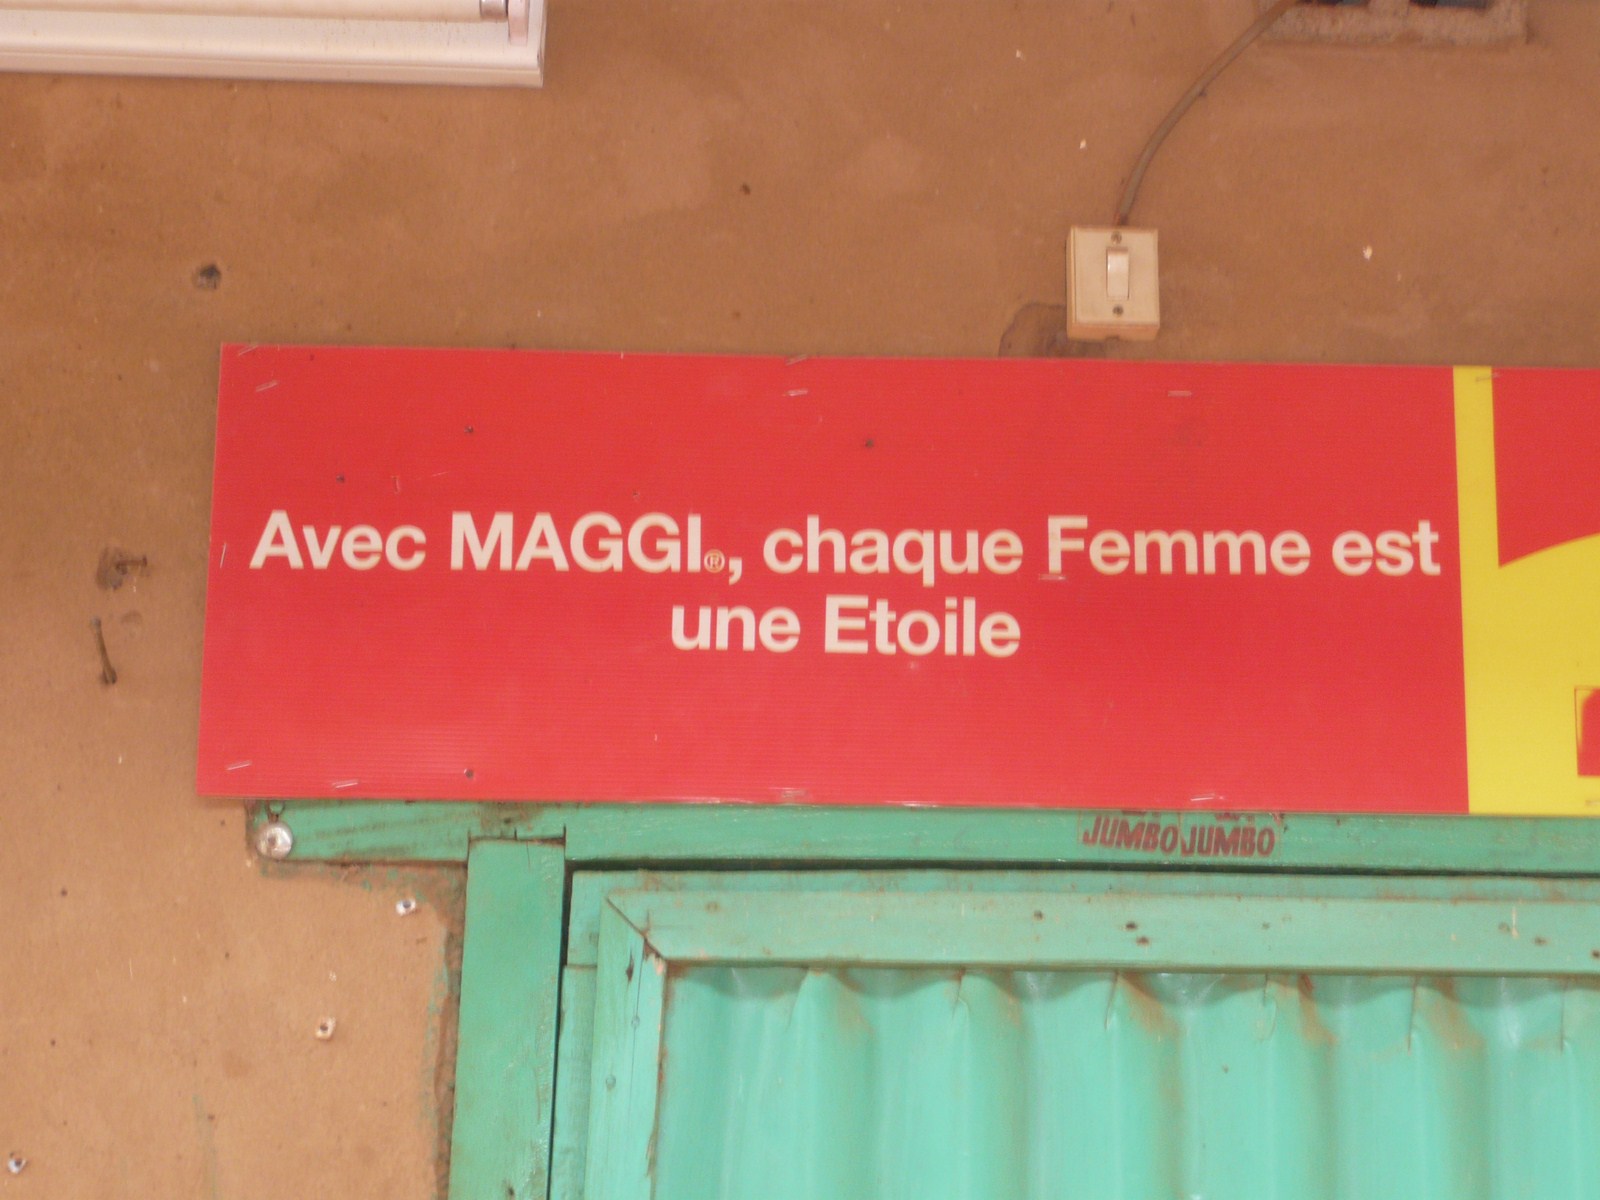 Avec MAGGI®, chaque Femme est
une Etoile
JUMBO JUMBO